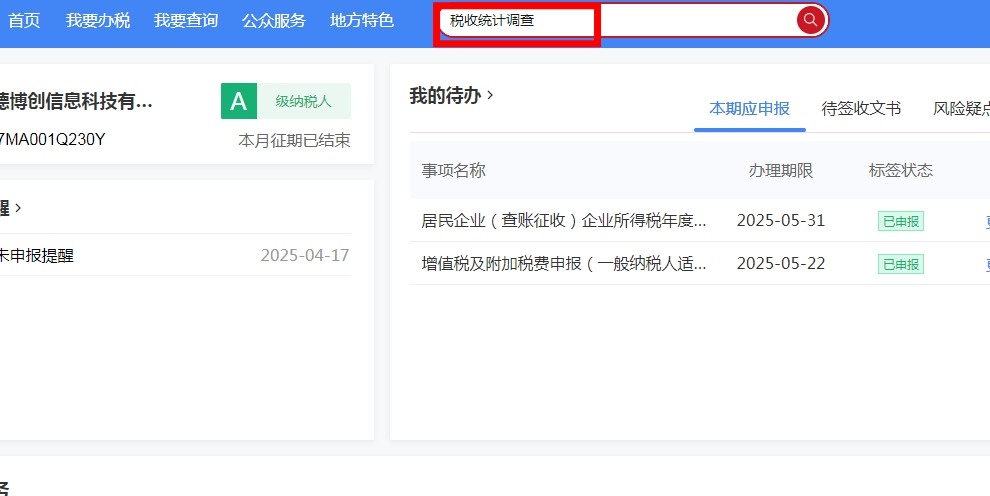 首页 我要办税 我要查询 公众服务 地方特色 税收统计调查
德博创信息科技有... A 级纳税人
7MA001Q230Y 本月征期已结束
醒 >
未申报提醒 2025-04-17
我的待办 >
本期应申报 待签收文书 风险疑点
事项名称 办理期限 标签状态
居民企业（查账征收）企业所得税年度... 2025-05-31 已申报
增值税及附加税费申报（一般纳税人适... 2025-05-22 已申报
务